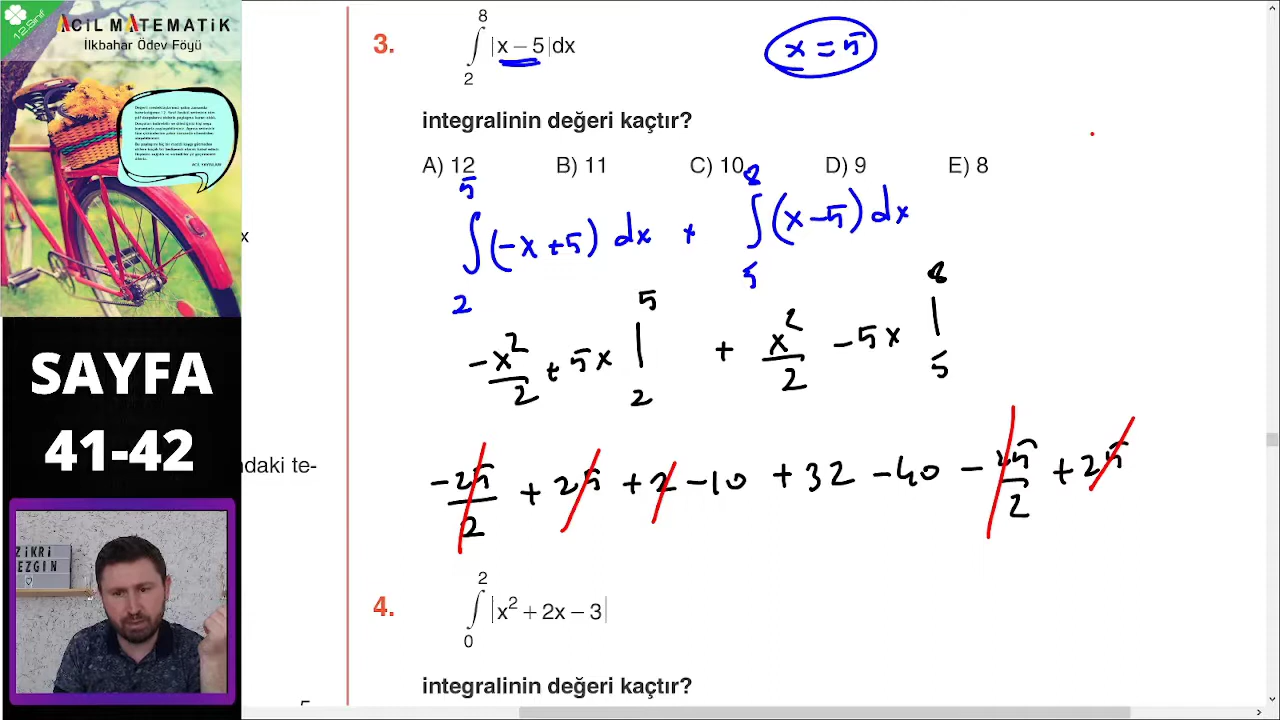 12.Sınıf
ACİL MATEMATİK
İlkbahar Ödev Föyü
SAYFA
41-42
ZİKRİ
EZGİN
x
ndaki te-
3.
8
∫ |x − 5|dx
2
x = 5
integralinin değeri kaçtır?
A) 12 B) 11 C) 10 D) 9 E) 8
5 8
∫ (-x +5) dx + ∫ (x-5) dx
2 5
5 8
-x²/2 + 5x | + x²/2 - 5x |
2 5
-25/2 + 25 + 2 - 10 + 32 - 40 - 25/2 + 25
4.
2
∫ |x² + 2x − 3|
0
integralinin değeri kaçtır?